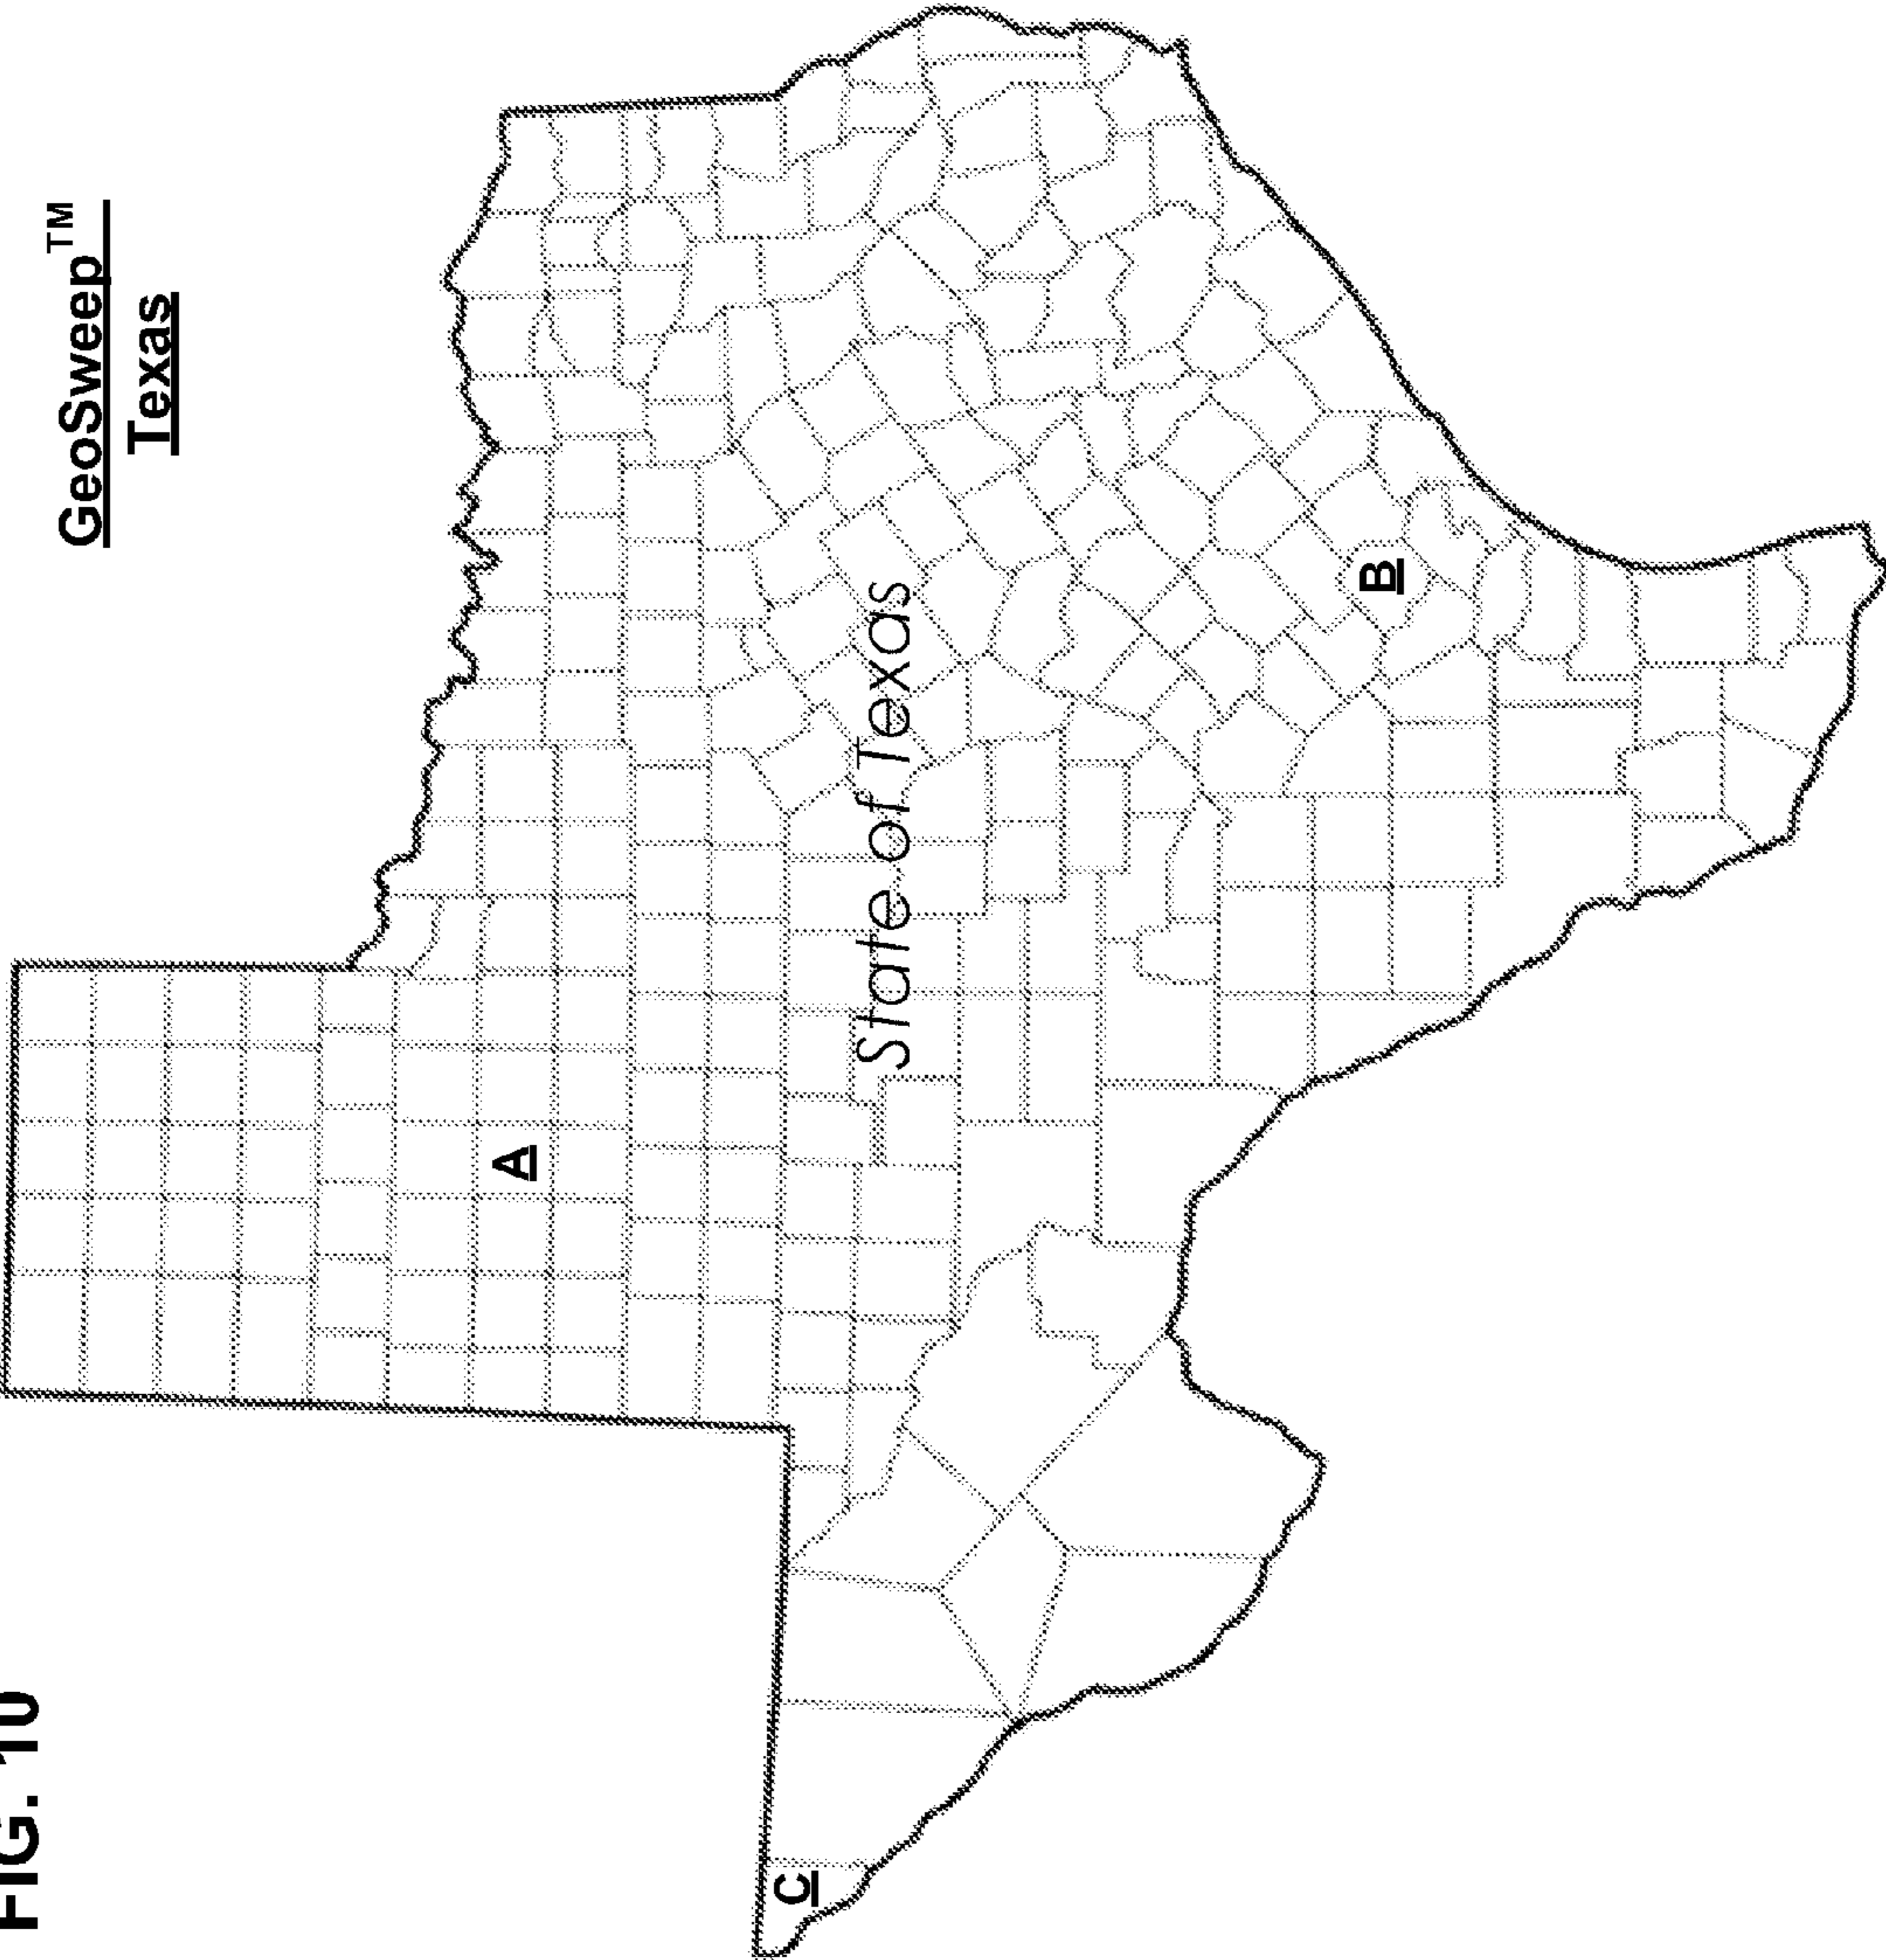 FIG. 10
GeoSweep™
Texas
A
State of Texas
B
C